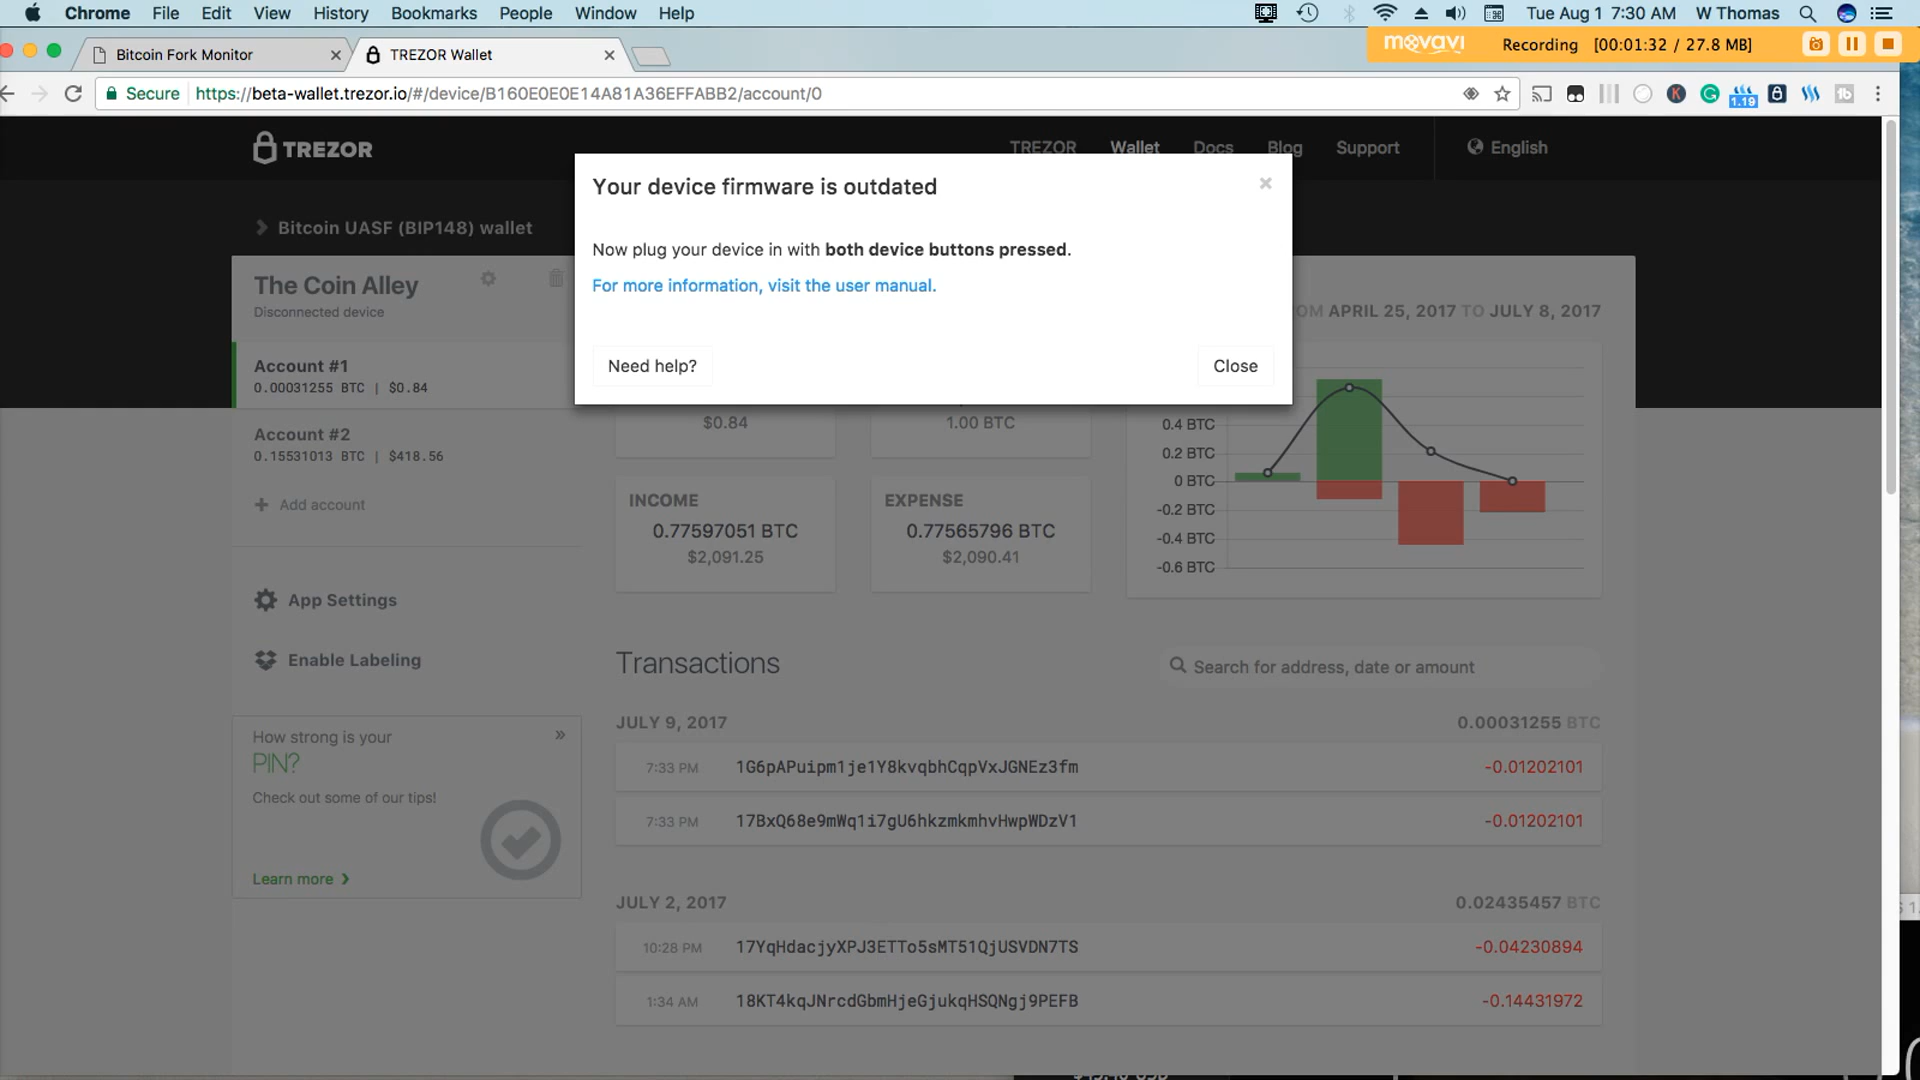 Chrome File Edit View History Bookmarks People Window Help
Tue Aug 1 7:30 AM W Thomas
movavi Recording [00:01:32 / 27.8 MB]
Bitcoin Fork Monitor
TREZOR Wallet
Secure https://beta-wallet.trezor.io/#/device/B160E0E0E14A81A36EFFABB2/account/0
1.19
TREZOR
TREZOR Wallet Docs Blog Support English
Bitcoin UASF (BIP148) wallet
Your device firmware is outdated
Now plug your device in with both device buttons pressed.
For more information, visit the user manual.
Need help?
Close
The Coin Alley
Disconnected device
Account #1
0.00031255 BTC | $0.84
Account #2
0.15531013 BTC | $418.56
Add account
App Settings
Enable Labeling
How strong is your
PIN?
Check out some of our tips!
Learn more
OM APRIL 25, 2017 TO JULY 8, 2017
$0.84
1.00 BTC
INCOME
0.77597051 BTC
$2,091.25
EXPENSE
0.77565796 BTC
$2,090.41
0.4 BTC
0.2 BTC
0 BTC
-0.2 BTC
-0.4 BTC
-0.6 BTC
Transactions
Search for address, date or amount
JULY 9, 2017 0.00031255 BTC
7:33 PM 1G6pAPuipm1je1Y8kvqbhCqpVxJGNEz3fm -0.01202101
7:33 PM 17BxQ68e9mWq1i7gU6hkzmkmhvHwpWDzV1 -0.01202101
JULY 2, 2017 0.02435457 BTC
10:28 PM 17YqHdacjyXPJ3ETTo5sMT51QjUSVDN7TS -0.04230894
1:34 AM 18KT4kqJNrcdGbmHjeGjukqHSQNgj9PEFB -0.14431972